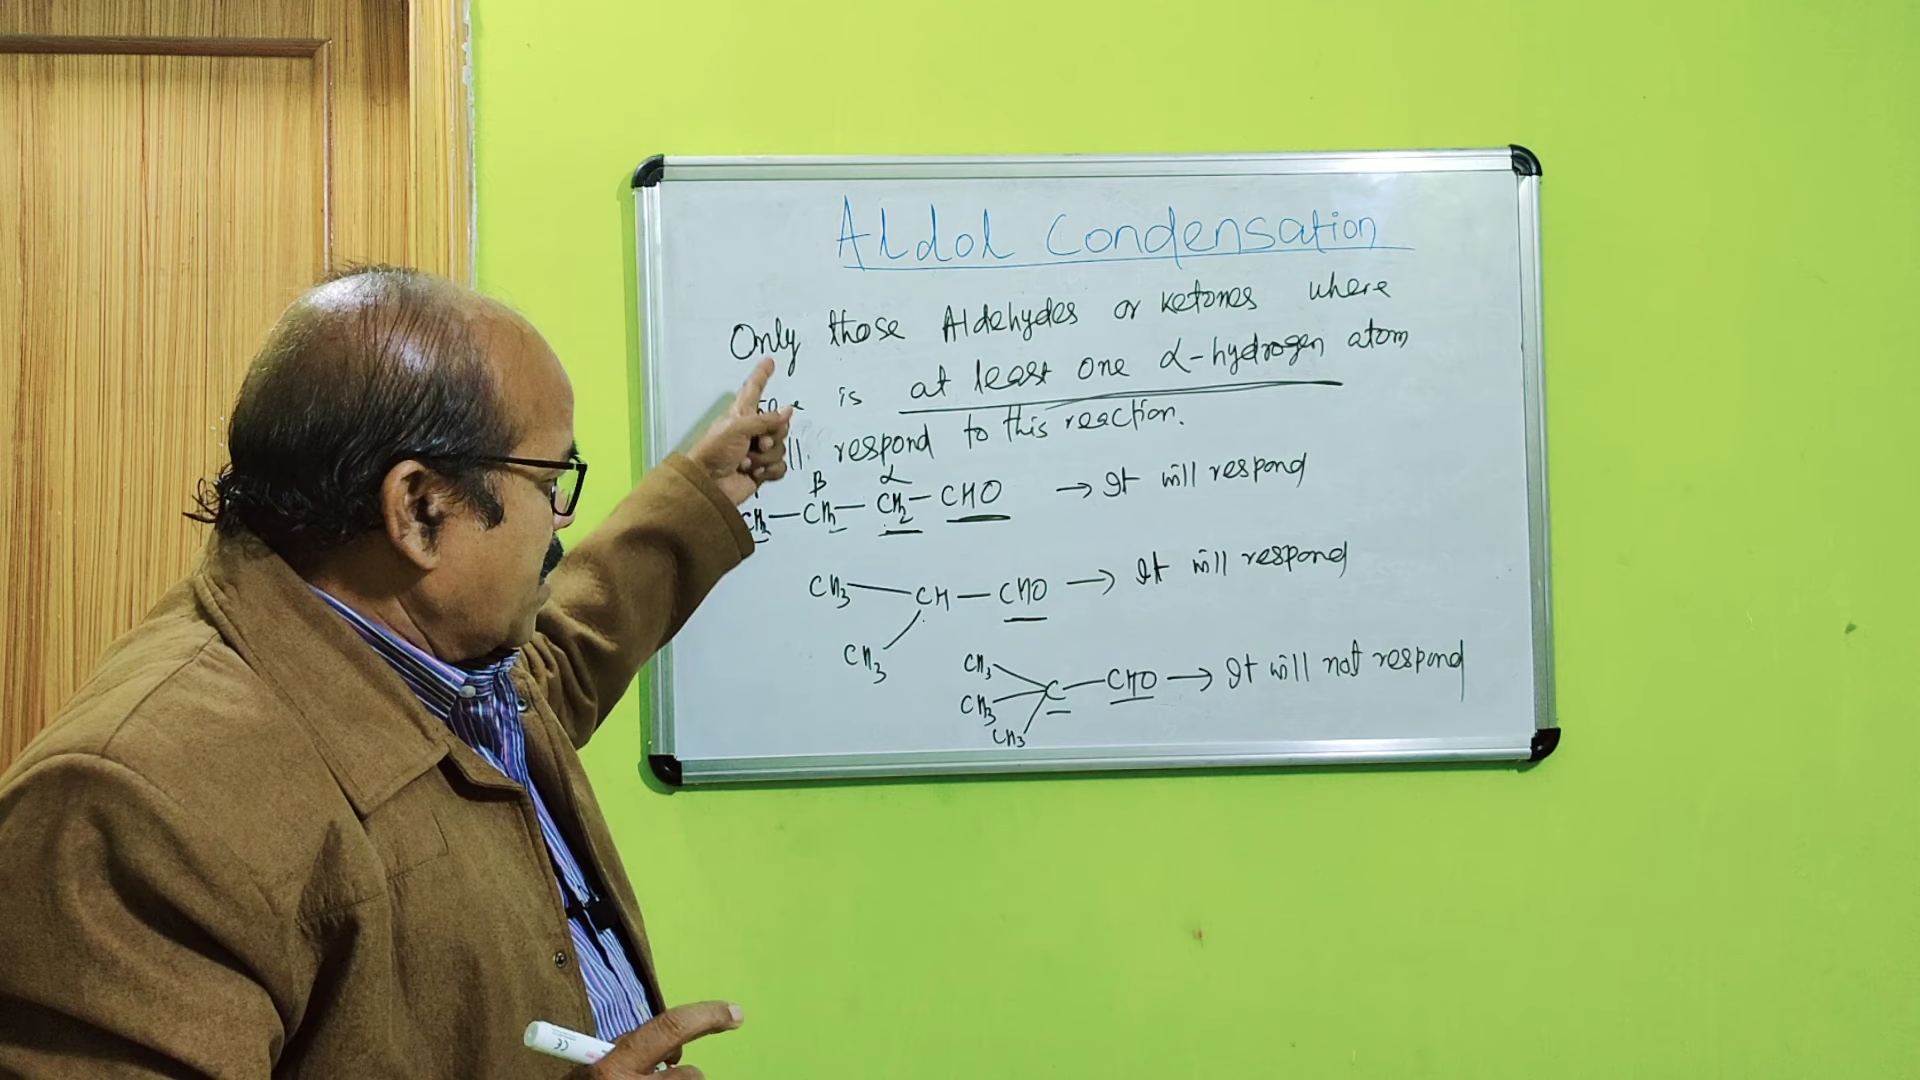 Aldol Condensation
Only those Aldehydes or Ketones where
is at least one α-hydrogen atom
respond to this reaction.
β α
CH3 — CH2 — CH2 — CHO → It will respond
CH3 CH — CHO → It will respond
CH3
CH3
CH3 C — CHO → It will not respond
CH3